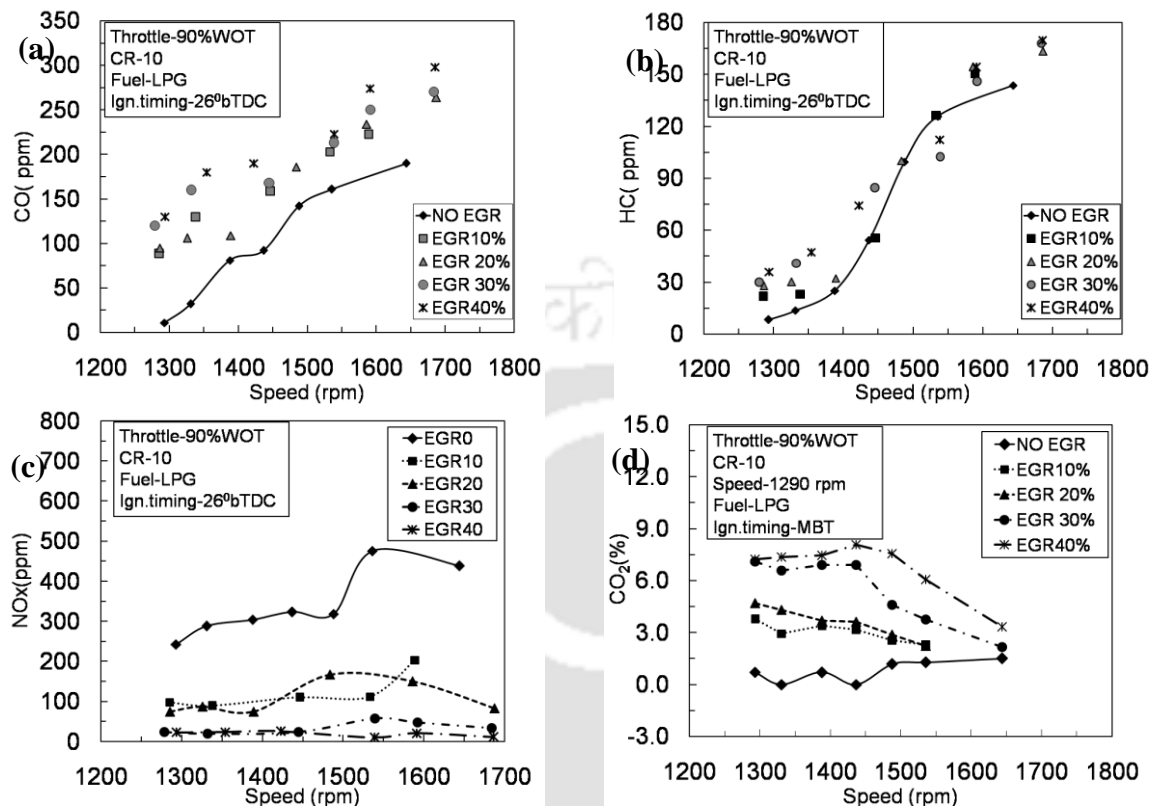 (a)
350
300
250
200
150
100
50
0
CO( ppm)
Throttle-90%WOT
CR-10
Fuel-LPG
Ign.timing-26⁰bTDC
NO EGR
EGR10%
EGR 20%
EGR 30%
EGR40%
1200 1300 1400 1500 1600 1700 1800
Speed (rpm)
(b)
180
150
120
90
60
30
0
HC( ppm)
Throttle-90%WOT
CR-10
Fuel-LPG
Ign.timing-26⁰bTDC
NO EGR
EGR10%
EGR 20%
EGR 30%
EGR40%
1200 1300 1400 1500 1600 1700 1800
Speed (rpm)
(c)
800
700
600
500
400
300
200
100
0
NOx(ppm)
Throttle-90%WOT
CR-10
Fuel-LPG
Ign.timing-26⁰bTDC
EGR0
EGR10
EGR20
EGR30
EGR40
1200 1300 1400 1500 1600 1700
Speed (rpm)
(d)
15.0
12.0
9.0
6.0
3.0
0.0
-3.0
CO₂(%)
Throttle-90%WOT
CR-10
Speed-1290 rpm
Fuel-LPG
Ign.timing-MBT
NO EGR
EGR10%
EGR 20%
EGR 30%
EGR40%
1200 1300 1400 1500 1600 1700 1800
Speed (rpm)